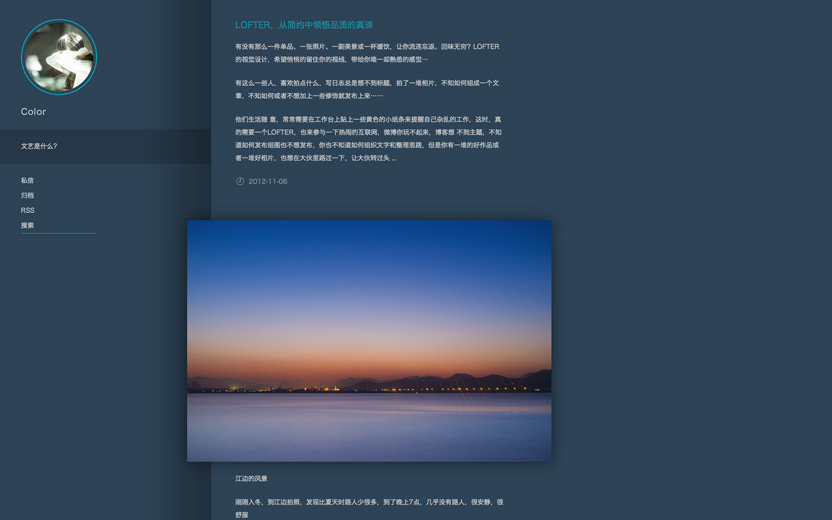 Color
文艺是什么?
私信
归档
RSS
搜索
LOFTER，从简约中领悟品质的真谛
有没有那么一件单品、一张照片、一副美景或一杯暖饮，让你流连忘返、回味无穷？LOFTER
的视觉设计，希望悄悄的留住你的视线，带给你唯一却熟悉的感觉…
有这么一些人，喜欢拍点什么，写日志总是想不到标题，拍了一堆相片，不知如何组成一个文
章，不知如何或者不想加上一些修饰就发布上来……
他们生活随 意，常常需要在工作台上贴上一些黄色的小纸条来提醒自己杂乱的工作，这时，真
的需要一个LOFTER，也来参与一下热闹的互联网，微博你玩不起来，博客想 不到主题，不知
道如何发布组图也不想发布，你也不知道如何组织文字和整理思路，但是你有一堆的好作品或
者一堆好相片，也想在大伙里路过一下，让大伙转过头 ...
2012-11-06
江边的风景
刚刚入冬，到江边拍照，发现比夏天时路人少很多，到了晚上7点，几乎没有路人，很安静，很
舒服